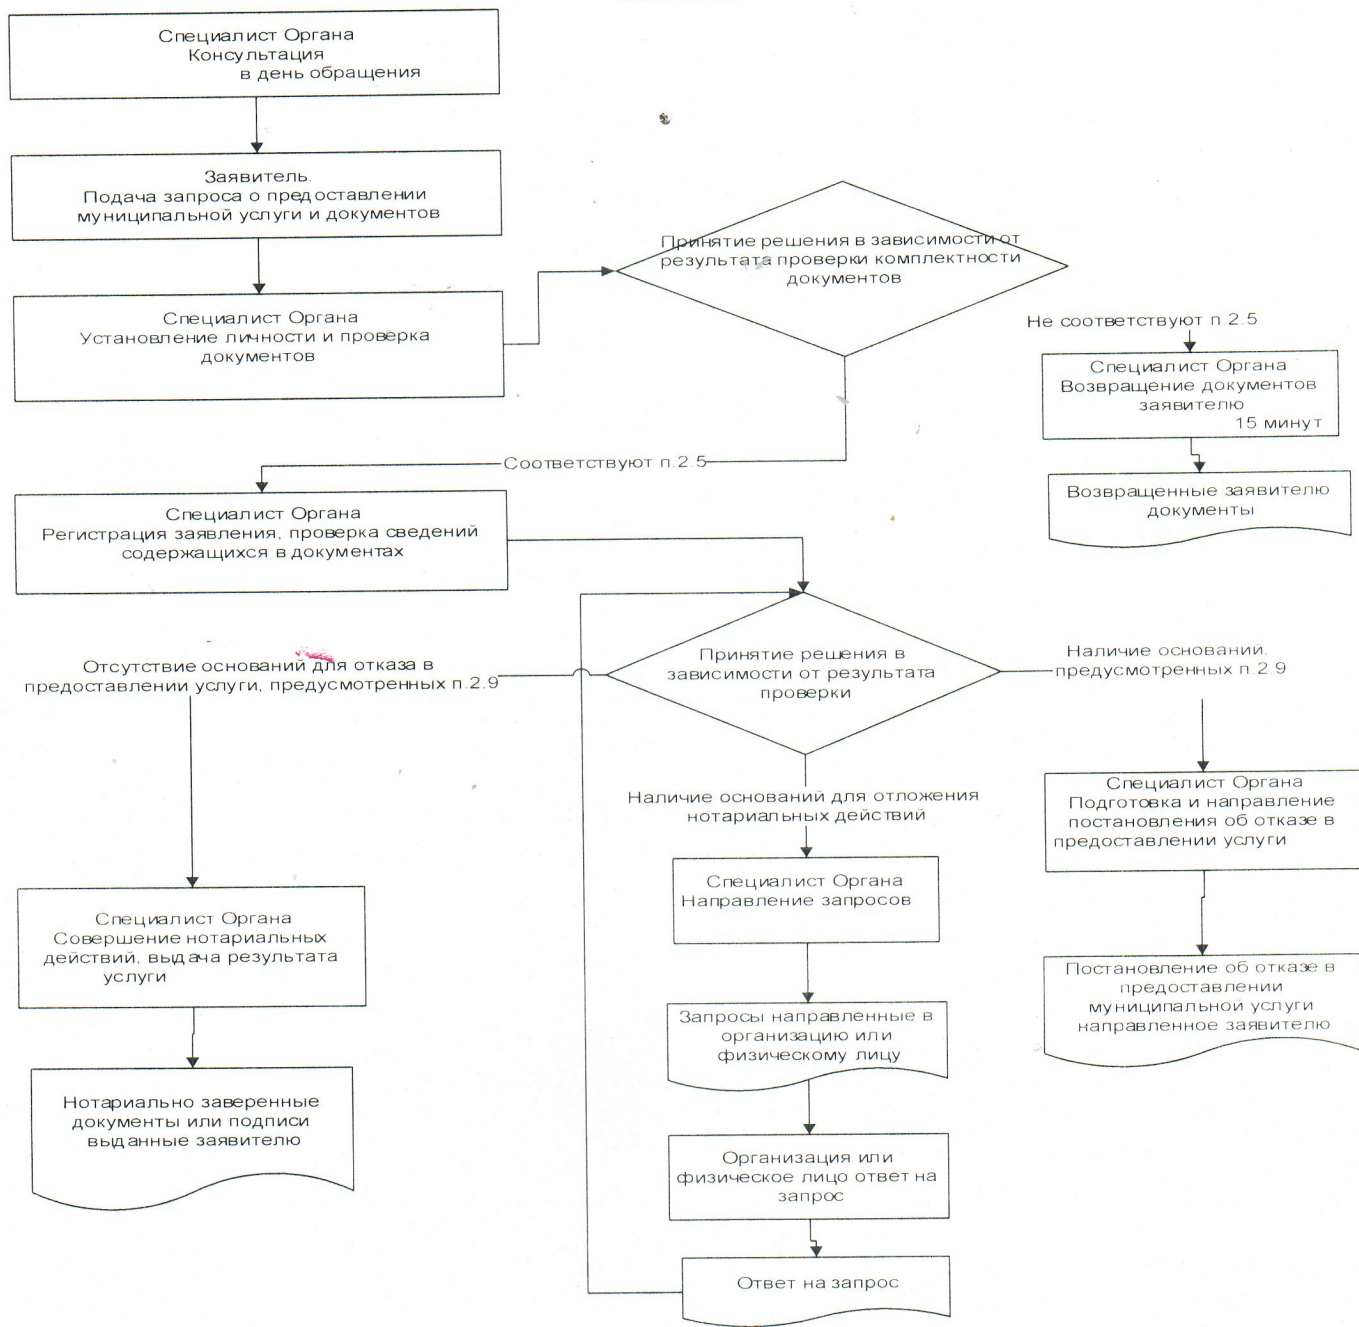 Специалист Органа
Консультация
в день обращения
Заявитель.
Подача запроса о предоставлении
муниципальной услуги и документов
Специалист Органа
Установление личности и проверка
документов
Принятие решения в зависимости от
результата проверки комплектности
документов
Не соответствуют п.2.5
Специалист Органа
Возвращение документов
заявителю
15 минут
Возвращенные заявителю
документы
Соответствуют п.2.5
Специалист Органа
Регистрация заявления, проверка сведений
содержащихся в документах
Принятие решения в
зависимости от результата
проверки
Отсутствие оснований для отказа в
предоставлении услуги, предусмотренных п.2.9
Наличие оснований.
предусмотренных п.2.9
Наличие оснований для отложения
нотариальных действий
Специалист Органа
Подготовка и направление
постановления об отказе в
предоставлении услуги
Специалист Органа
Направление запросов
Специалист Органа
Совершение нотариальных
действий, выдача результата
услуги
Постановление об отказе в
предоставлении
муниципальной услуги
направленное заявителю
Запросы направленные в
организацию или
физическому лицу
Нотариально заверенные
документы или подписи
выданные заявителю
Организация или
физическое лицо ответ на
запрос
Ответ на запрос